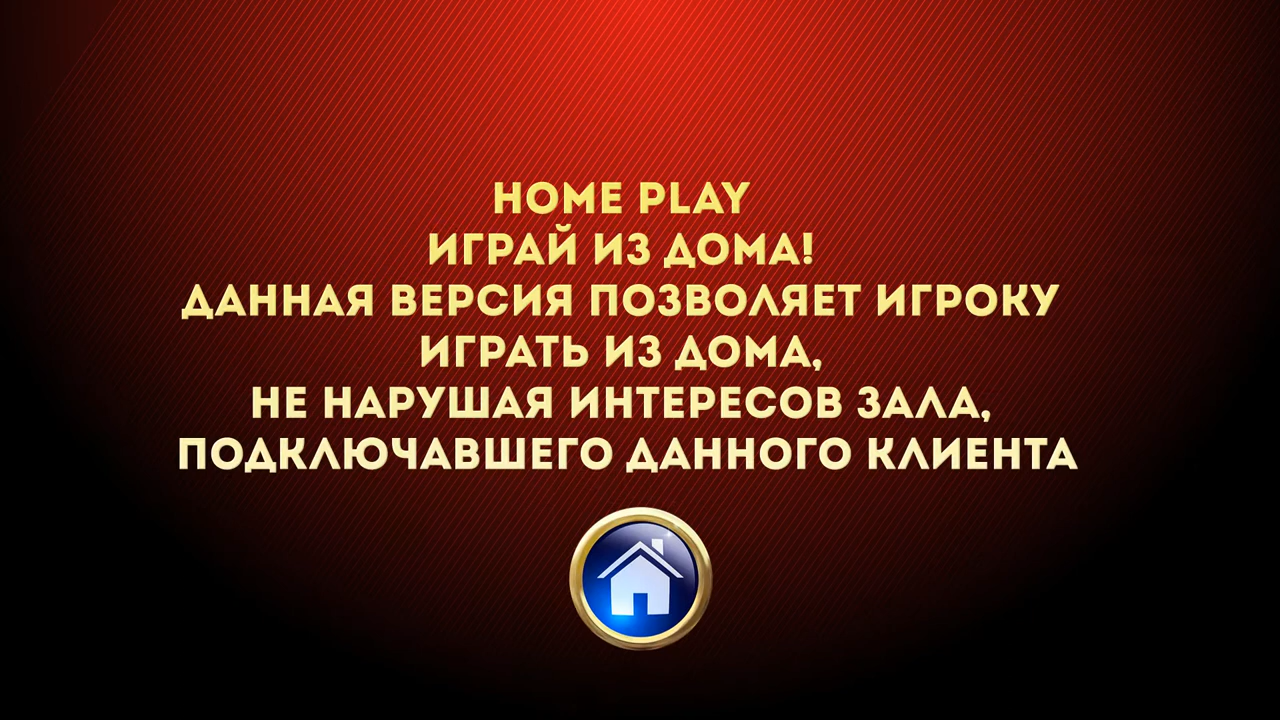 HOME PLAY
ИГРАЙ ИЗ ДОМА!
ДАННАЯ ВЕРСИЯ ПОЗВОЛЯЕТ ИГРОКУ
ИГРАТЬ ИЗ ДОМА,
НЕ НАРУШАЯ ИНТЕРЕСОВ ЗАЛА,
ПОДКЛЮЧАВШЕГО ДАННОГО КЛИЕНТА